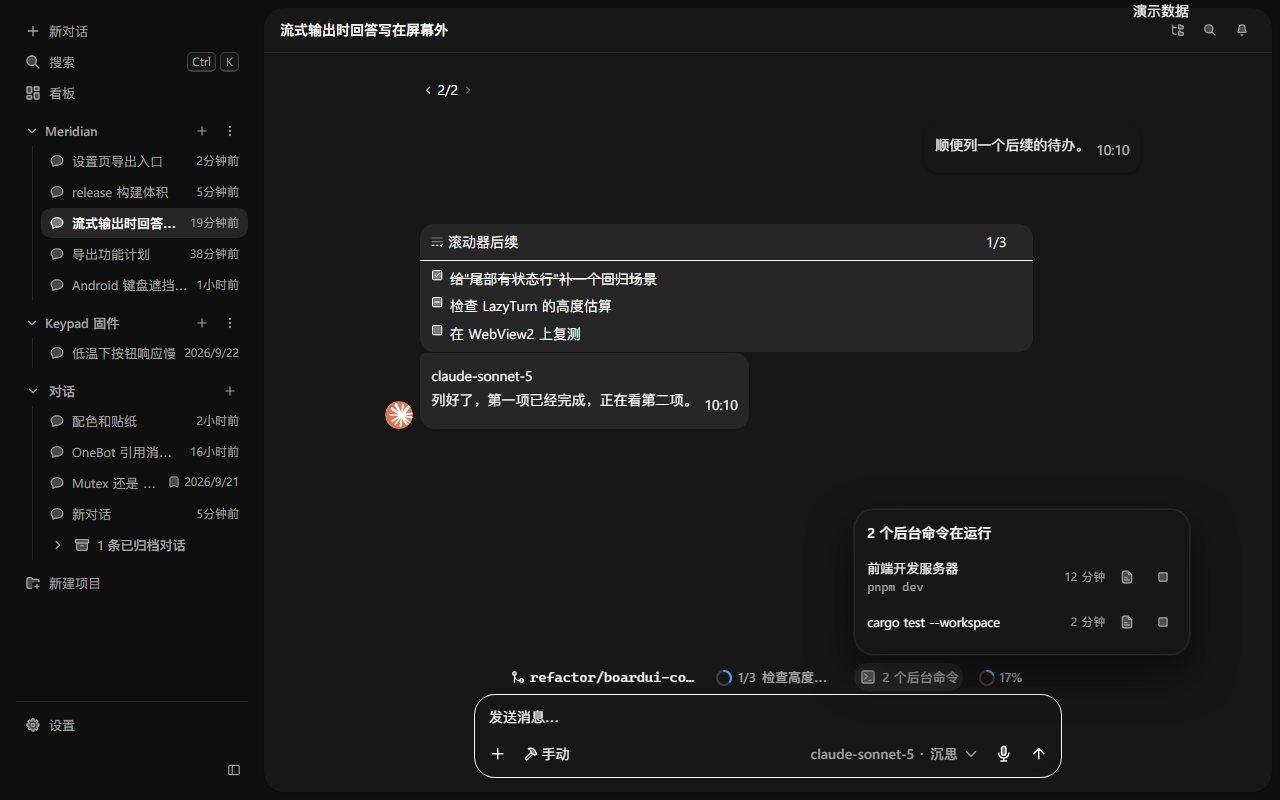 新对话
搜索
Ctrl K
看板
Meridian
设置页导出入口 2分钟前
release 构建体积 5分钟前
流式输出时回答... 19分钟前
导出功能计划 38分钟前
Android 键盘遮挡... 1小时前
Keypad 固件
低温下按钮响应慢 2026/9/22
对话
配色和贴纸 2小时前
OneBot 引用消... 16小时前
Mutex 还是 ... 2026/9/21
新对话 5分钟前
1 条已归档对话
新建项目
设置
演示数据
流式输出时回答写在屏幕外
2/2
顺便列一个后续的待办。 10:10
滚动器后续 1/3
给"尾部有状态行"补一个回归场景
检查 LazyTurn 的高度估算
在 WebView2 上复测
claude-sonnet-5
列好了，第一项已经完成，正在看第二项。 10:10
2 个后台命令在运行
前端开发服务器 12 分钟
pnpm dev
cargo test --workspace 2 分钟
refactor/boardui-co... 1/3 检查高度... 2 个后台命令 17%
发送消息...
手动 claude-sonnet-5 · 沉思